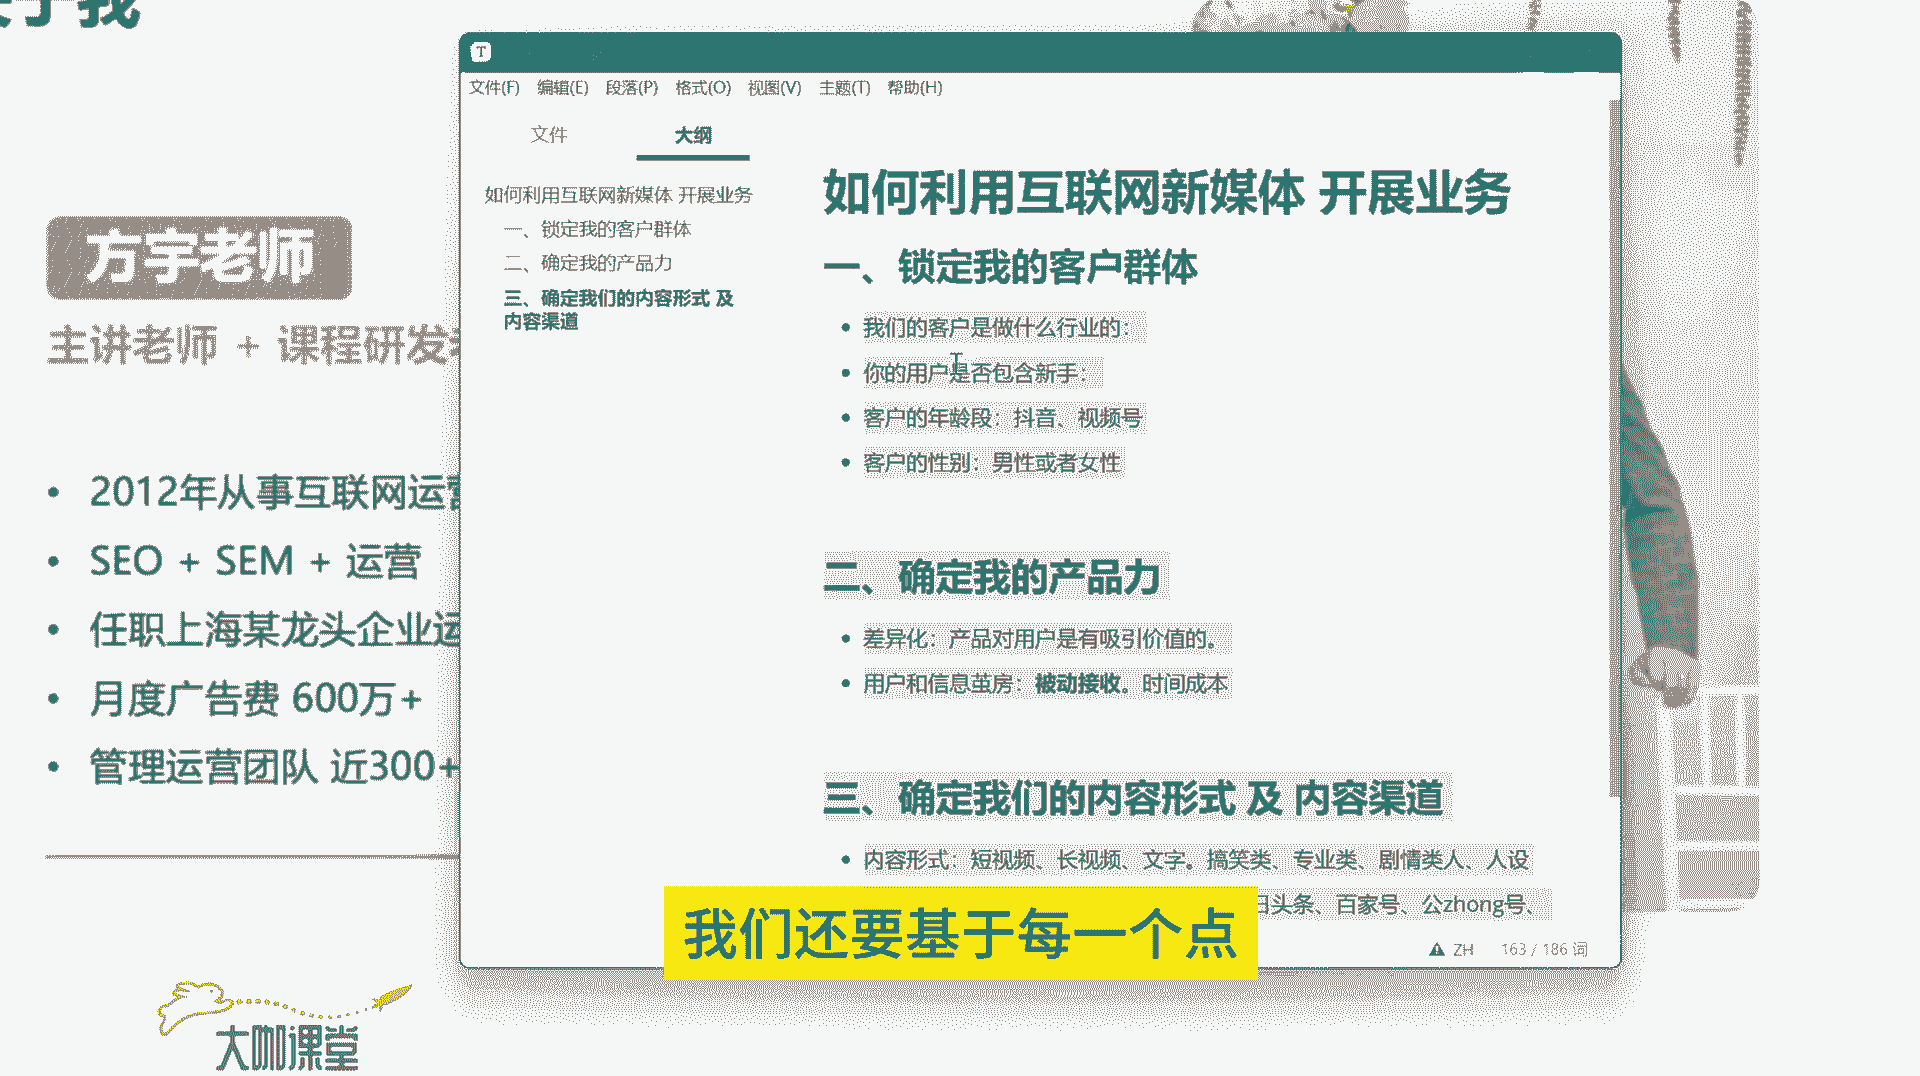 方宇老师
主讲老师 + 课程研发
2012年从事互联网运营
SEO + SEM + 运营
任职上海某龙头企业运
月度广告费 600万+
管理运营团队 近300+
大咖课堂
T
文件(F) 编辑(E) 段落(P) 格式(O) 视图(V) 主题(T) 帮助(H)
文件 大纲
如何利用互联网新媒体 开展业务
一、锁定我的客户群体
二、确定我的产品力
三、确定我们的内容形式 及
内容渠道
如何利用互联网新媒体 开展业务
一、锁定我的客户群体
我们的客户是做什么行业的：
你的用户是否包含新手：
客户的年龄段：抖音、视频号
客户的性别：男性或者女性
二、确定我的产品力
差异化：产品对用户是有吸引价值的。
用户和信息茧房：被动接收。时间成本
三、确定我们的内容形式 及 内容渠道
内容形式：短视频、长视频、文字。搞笑类、专业类、剧情类人、人设
日头条、百家号、公zhong号、
ZH 163 / 186 词
我们还要基于每一个点